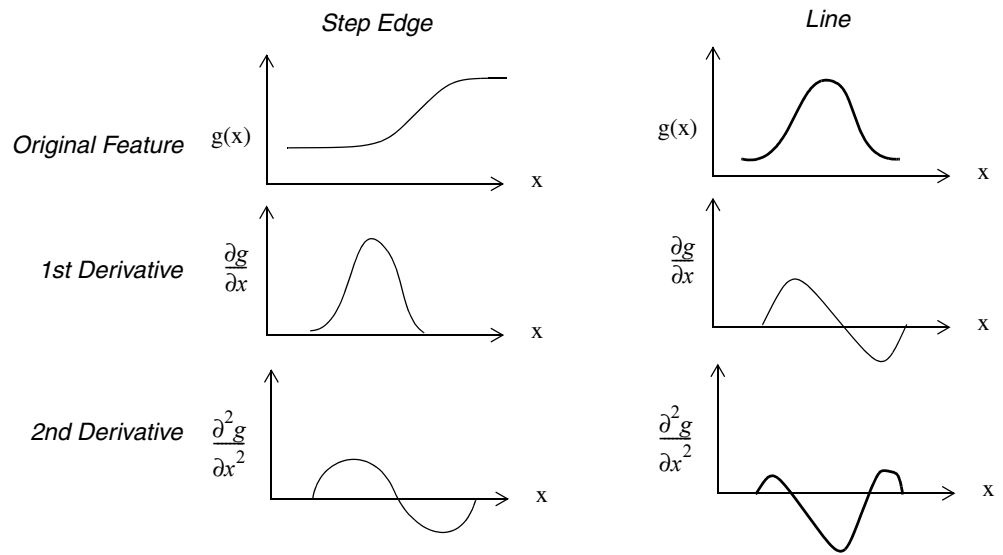 Step Edge
Line
Original Feature
g(x)
x
g(x)
x
1st Derivative
∂g
∂x
x
∂g
∂x
x
2nd Derivative
∂²g
∂x²
x
∂²g
∂x²
x